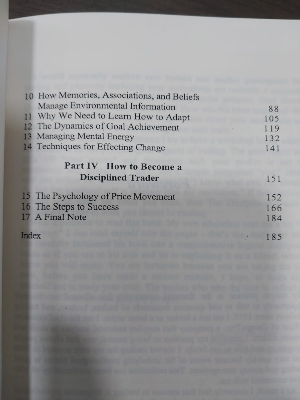 10 How Memories, Associations, and Beliefs
Manage Environmental Information 88
11 Why We Need to Learn How to Adapt 105
12 The Dynamics of Goal Achievement 119
13 Managing Mental Energy 132
14 Techniques for Effecting Change 141
Part IV How to Become a
Disciplined Trader 151
15 The Psychology of Price Movement 152
16 The Steps to Success 166
17 A Final Note 184
Index 185